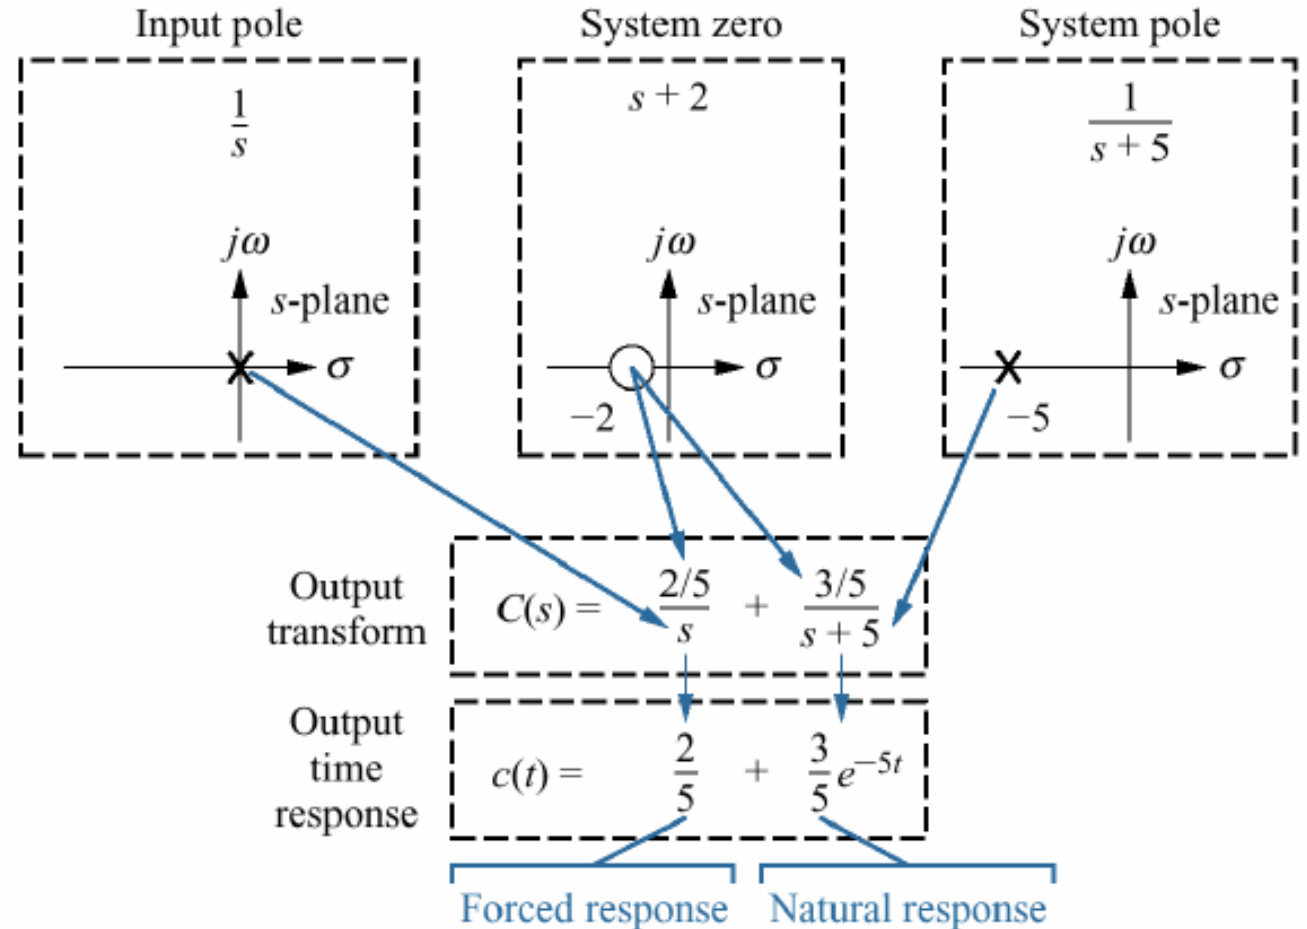 Input pole
System zero
System pole
1/s
s + 2
1/(s + 5)
jω
s-plane
σ
jω
s-plane
σ
−2
jω
s-plane
σ
−5
Output
transform
C(s) = (2/5)/s + (3/5)/(s + 5)
Output
time
response
c(t) = 2/5 + 3/5 e^{−5t}
Forced response
Natural response